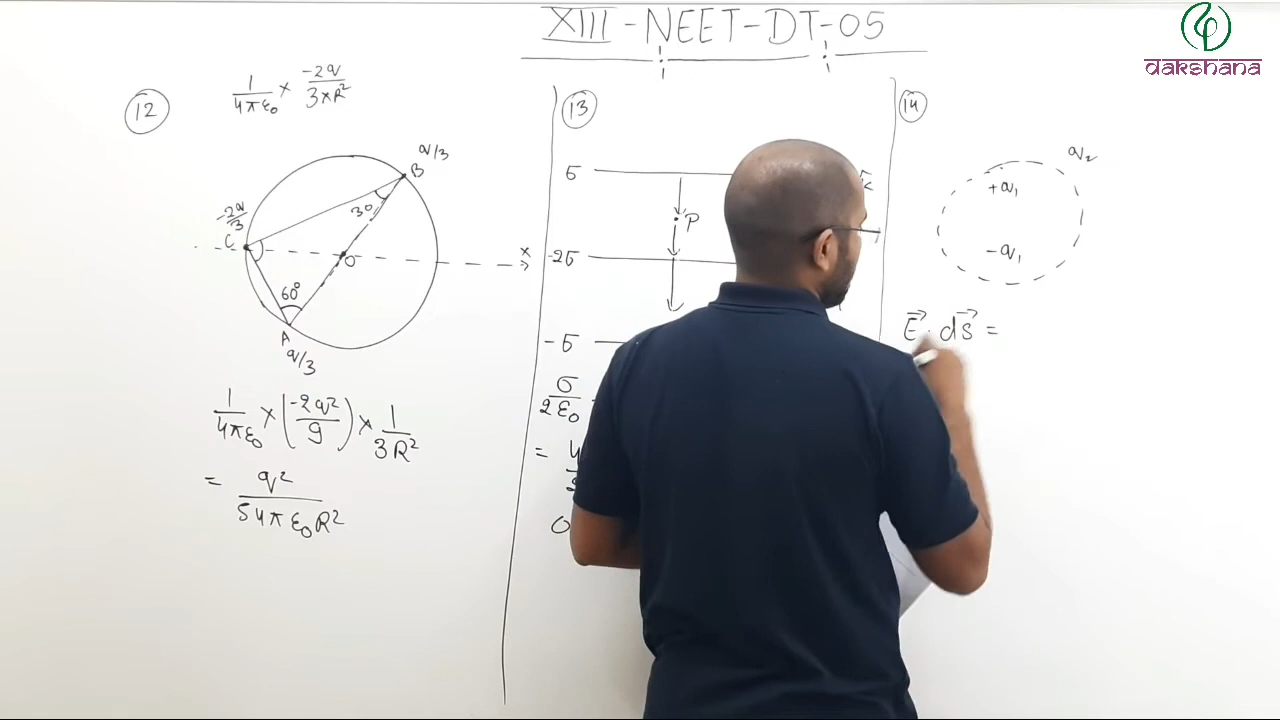 XIII - NEET - DT - 05
dakshana
12
1/4πε₀ × -2q/3×R²
q/3
B
30
-2q/3
C
O
x
60°
A
q/3
1/4πε₀ × (-2q²/9) × 1/3R²
= q²/54πε₀R²
13
σ
P
-2σ
-σ
σ/2ε₀
=
14
q₂
+q₁
-q₁
E⃗ . ds⃗ =